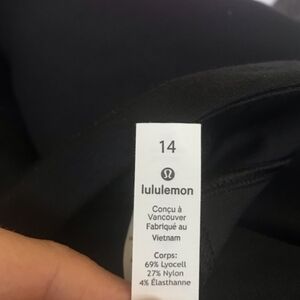 14
lululemon
Conçu à
Vancouver
Fabriqué au
Vietnam
Corps:
69% Lyocell
27% Nylon
4% Élasthanne